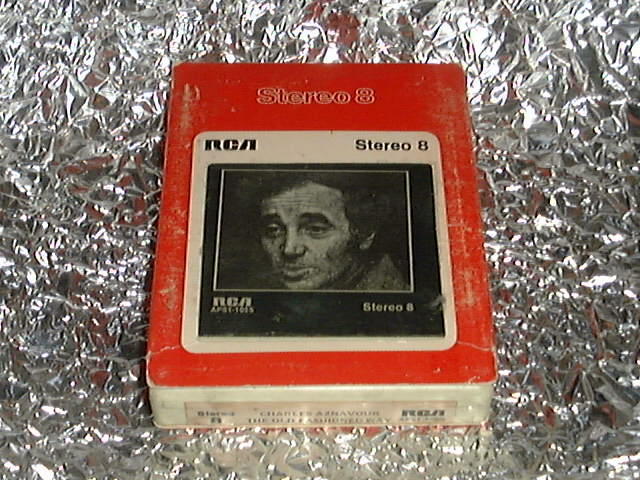 Stereo 8
RCA Stereo 8
RCA
APS1-1055 Stereo 8
Stereo 8 CHARLES AZNAVOUR RCA
THE OLD FASHIONED WAY